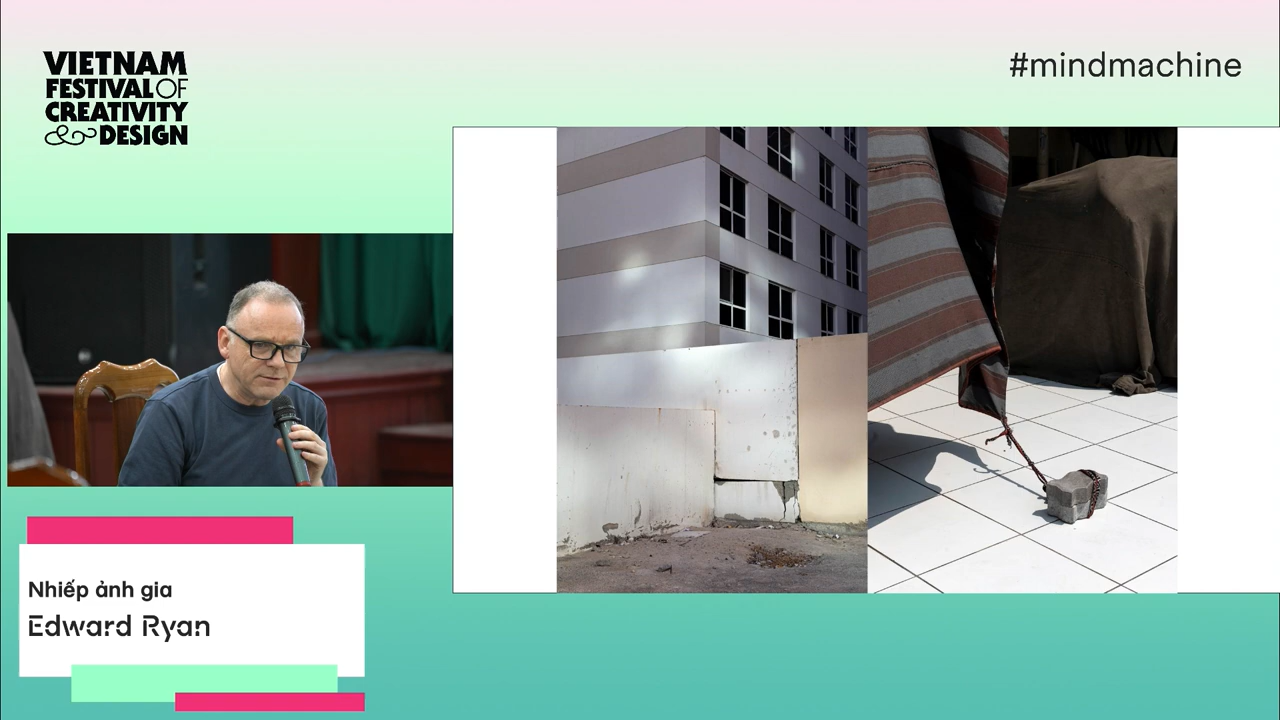 VIETNAM
FESTIVAL OF
CREATIVITY
& DESIGN
#mindmachine
Nhiếp ảnh gia
Edward Ryan